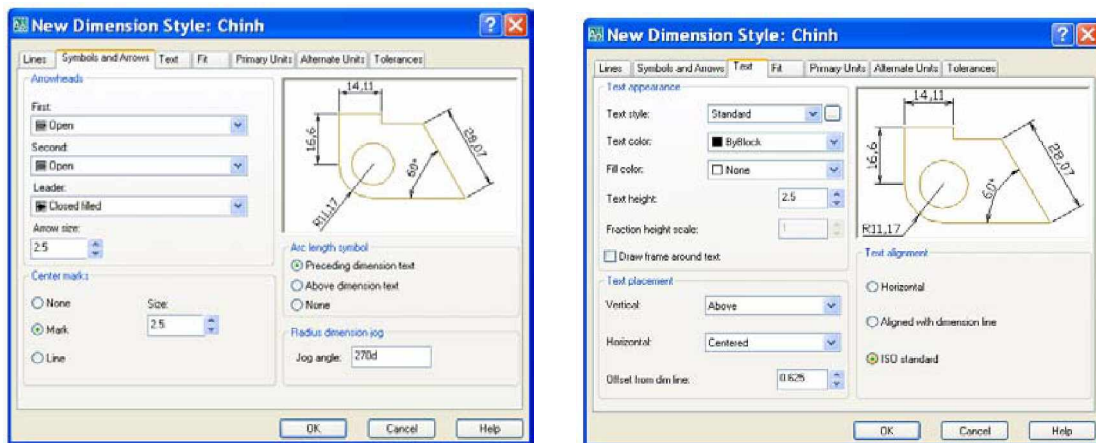 New Dimension Style: Chinh
Lines Symbols and Arrows Text Fit Primary Units Alternate Units Tolerances
Arrowheads
First:
Open
Second:
Open
Leader:
Closed filled
Arrow size:
2.5
Center marks
None
Mark
Line
Size:
2.5
14,11
16,6
28,07
60°
R11,17
Arc length symbol
Preceding dimension text
Above dimension text
None
Radius dimension jog
Jog angle: 270d
OK Cancel Help
New Dimension Style: Chinh
Lines Symbols and Arrows Text Fit Primary Units Alternate Units Tolerances
Text appearance
Text style: Standard ...
Text color: ByBlock
Fill color: None
Text height: 2.5
Fraction height scale: 1
Draw frame around text
Text placement
Vertical: Above
Horizontal: Centered
Offset from dim line: 0.625
14,11
16,6
28,07
60°
R11,17
Text alignment
Horizontal
Aligned with dimension line
ISO standard
OK Cancel Help